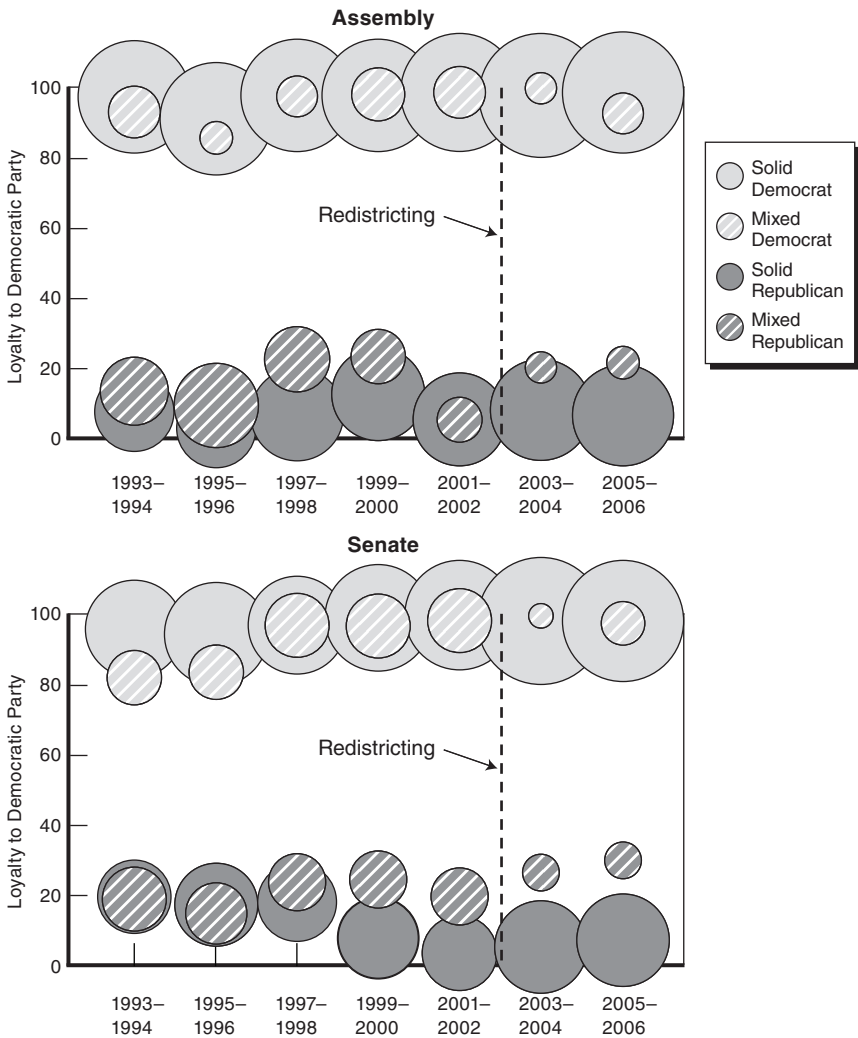 Assembly
Loyalty to Democratic Party
100
80
60
40
20
0
Redistricting
1993–
1994
1995–
1996
1997–
1998
1999–
2000
2001–
2002
2003–
2004
2005–
2006
Solid
Democrat
Mixed
Democrat
Solid
Republican
Mixed
Republican
Senate
Loyalty to Democratic Party
100
80
60
40
20
0
Redistricting
1993–
1994
1995–
1996
1997–
1998
1999–
2000
2001–
2002
2003–
2004
2005–
2006